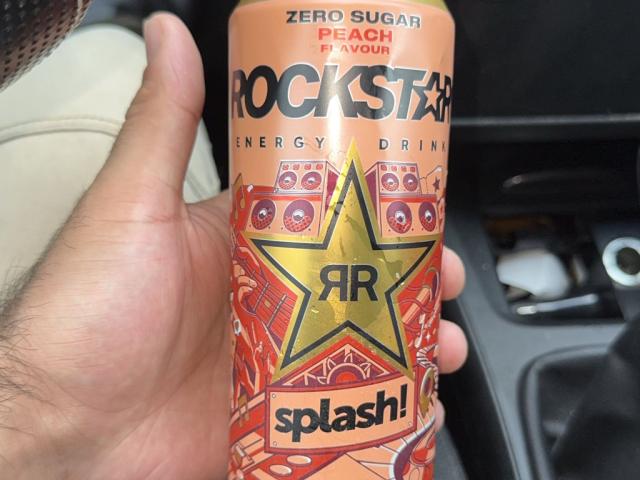 ZERO SUGAR
PEACH
FLAVOUR
ROCKSTAR
ENERGY DRINK
RR
splash!